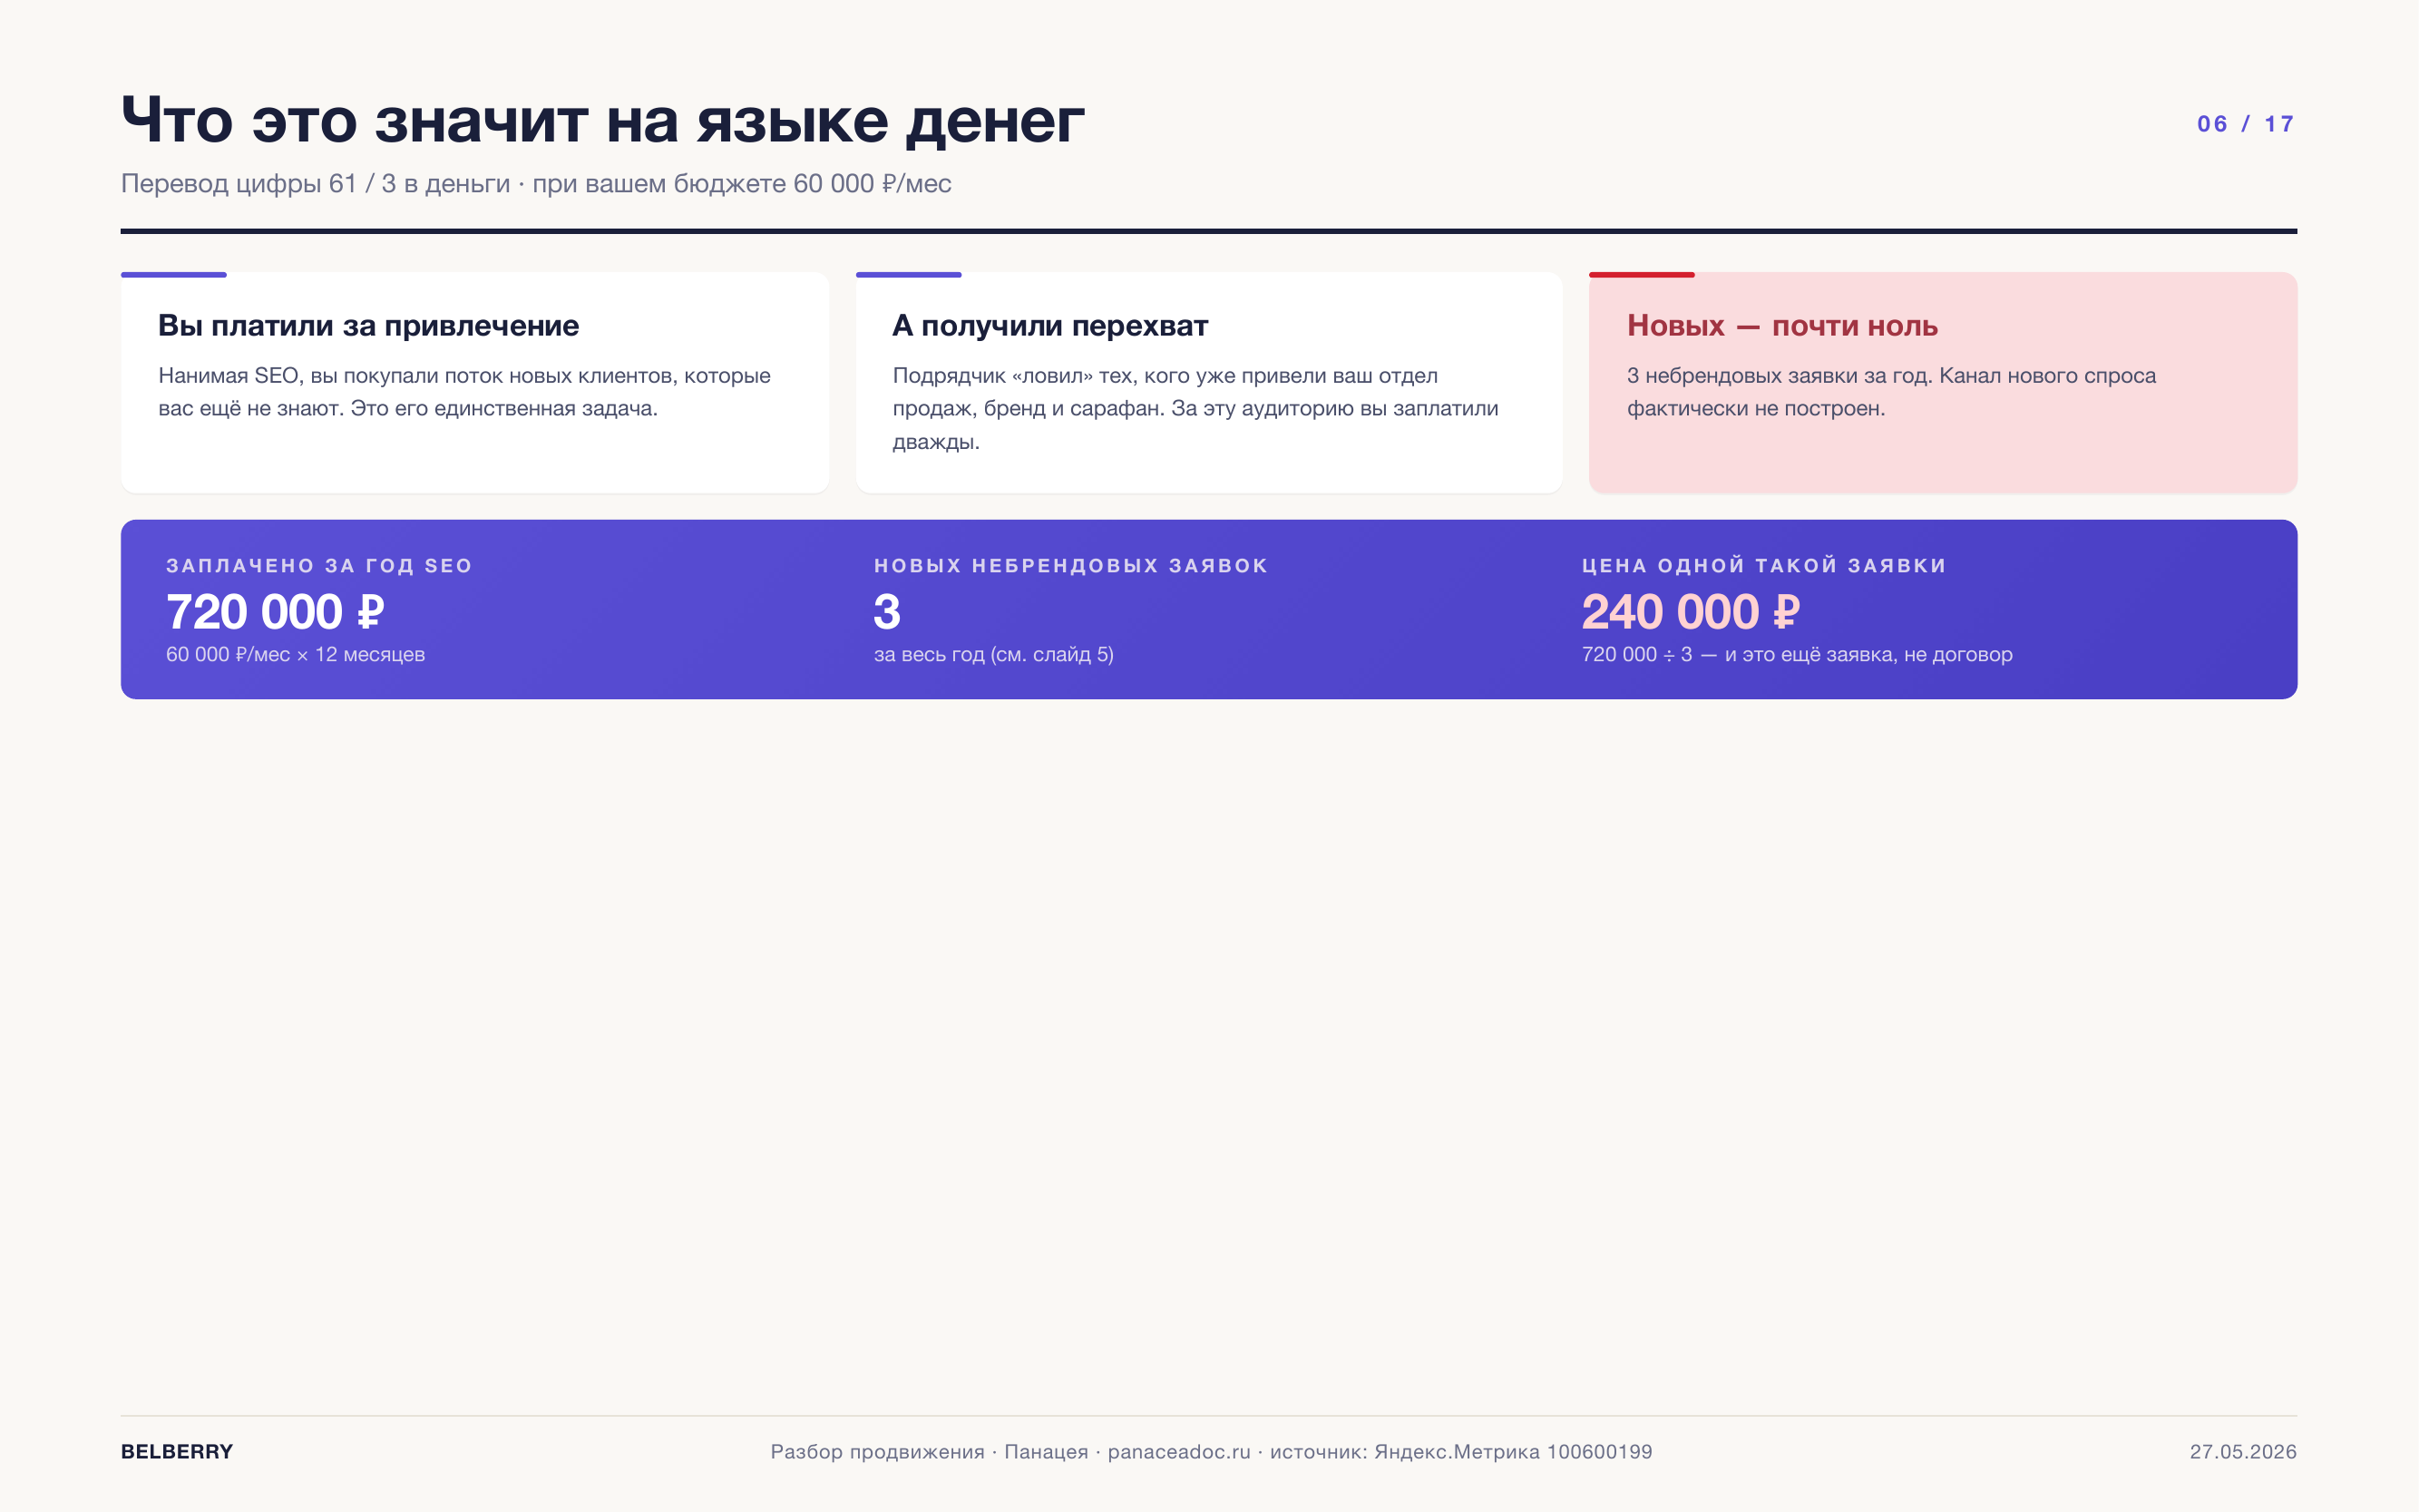 Что это значит на языке денег
06 / 17
Перевод цифры 61 / 3 в деньги · при вашем бюджете 60 000 ₽/мес
Вы платили за привлечение
Нанимая SEO, вы покупали поток новых клиентов, которые
вас ещё не знают. Это его единственная задача.
А получили перехват
Подрядчик «ловил» тех, кого уже привели ваш отдел
продаж, бренд и сарафан. За эту аудиторию вы заплатили
дважды.
Новых — почти ноль
3 небрендовых заявки за год. Канал нового спроса
фактически не построен.
ЗАПЛАЧЕНО ЗА ГОД SEO
720 000 ₽
60 000 ₽/мес × 12 месяцев
НОВЫХ НЕБРЕНДОВЫХ ЗАЯВОК
3
за весь год (см. слайд 5)
ЦЕНА ОДНОЙ ТАКОЙ ЗАЯВКИ
240 000 ₽
720 000 ÷ 3 — и это ещё заявка, не договор
BELBERRY
Разбор продвижения · Панацея · panaceadoc.ru · источник: Яндекс.Метрика 100600199
27.05.2026